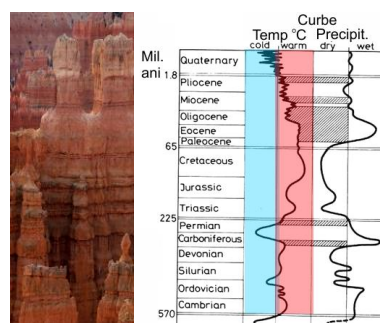 Curbe
Temp °C Precipit.
cold warm dry wet
Mil.
ani
Quaternary
1.8
Pliocene
Miocene
Oligocene
Eocene
Paleocene
65
Cretaceous
Jurassic
Triassic
225
Permian
Carboniferous
Devonian
Silurian
Ordovician
Cambrian
570